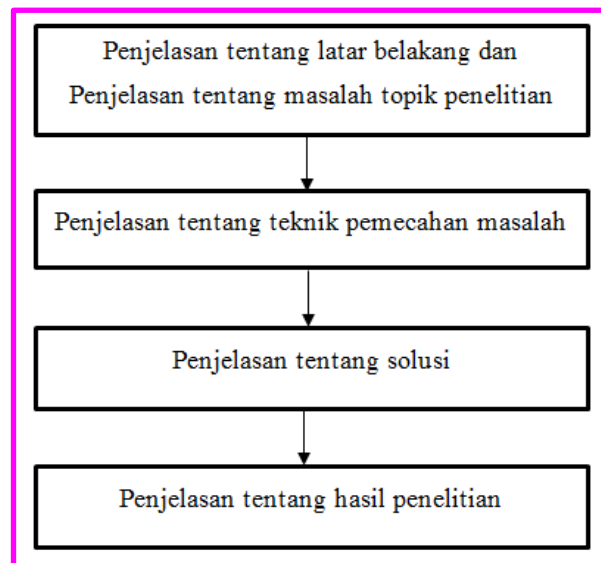 Penjelasan tentang latar belakang dan
Penjelasan tentang masalah topik penelitian
Penjelasan tentang teknik pemecahan masalah
Penjelasan tentang solusi
Penjelasan tentang hasil penelitian